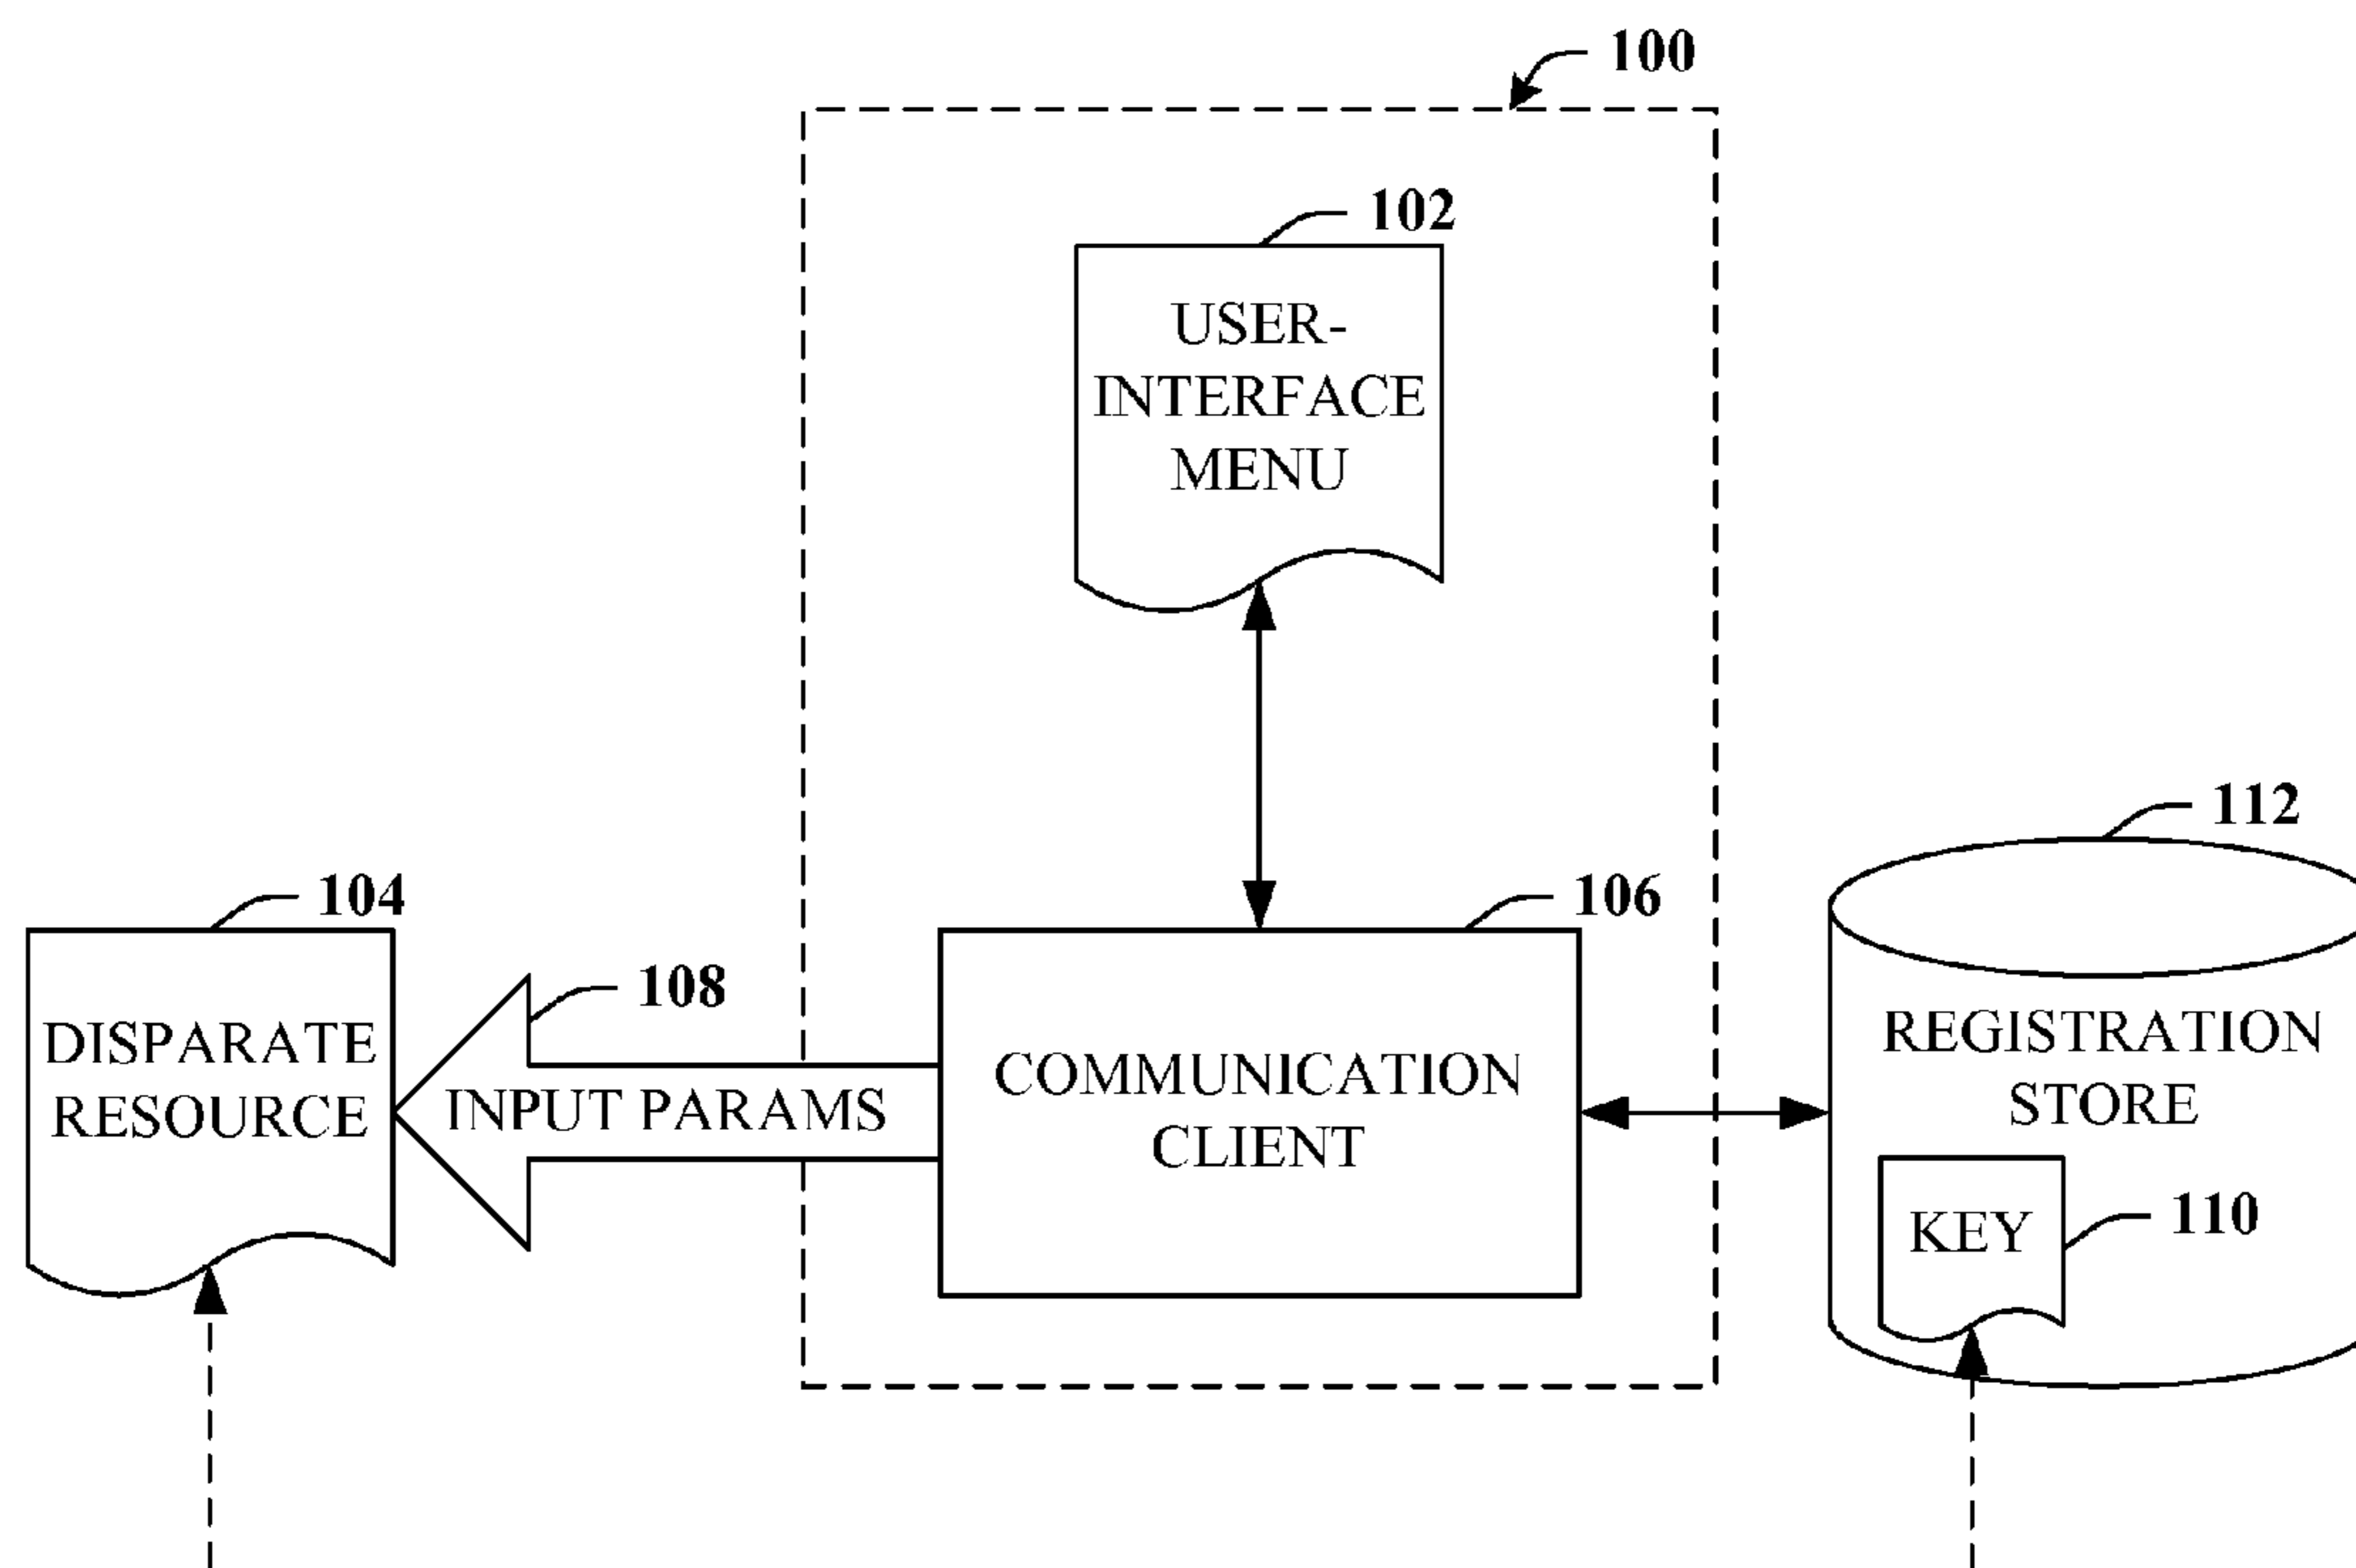 100
102
USER-
INTERFACE
MENU
112
104
106
108
DISPARATE
RESOURCE
INPUT PARAMS
COMMUNICATION
CLIENT
REGISTRATION
STORE
KEY
110